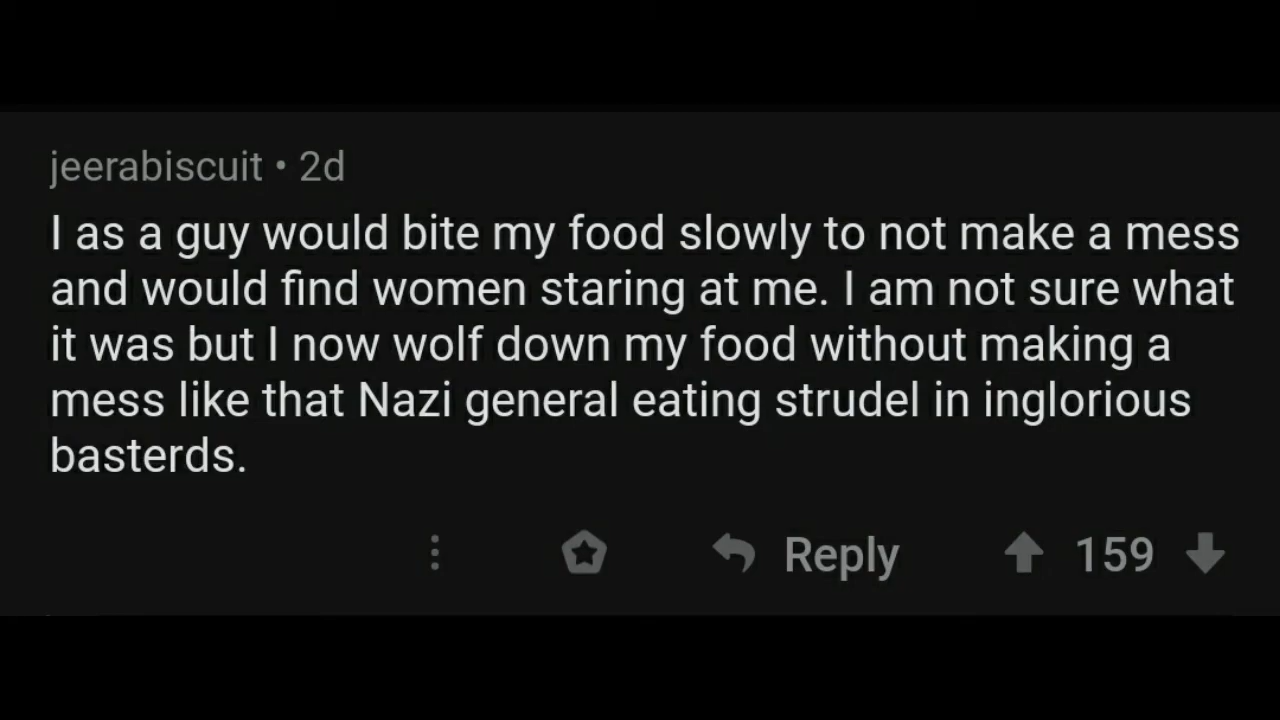 jeerabiscuit • 2d
I as a guy would bite my food slowly to not make a mess
and would find women staring at me. I am not sure what
it was but I now wolf down my food without making a
mess like that Nazi general eating strudel in inglorious
basterds.
Reply 159